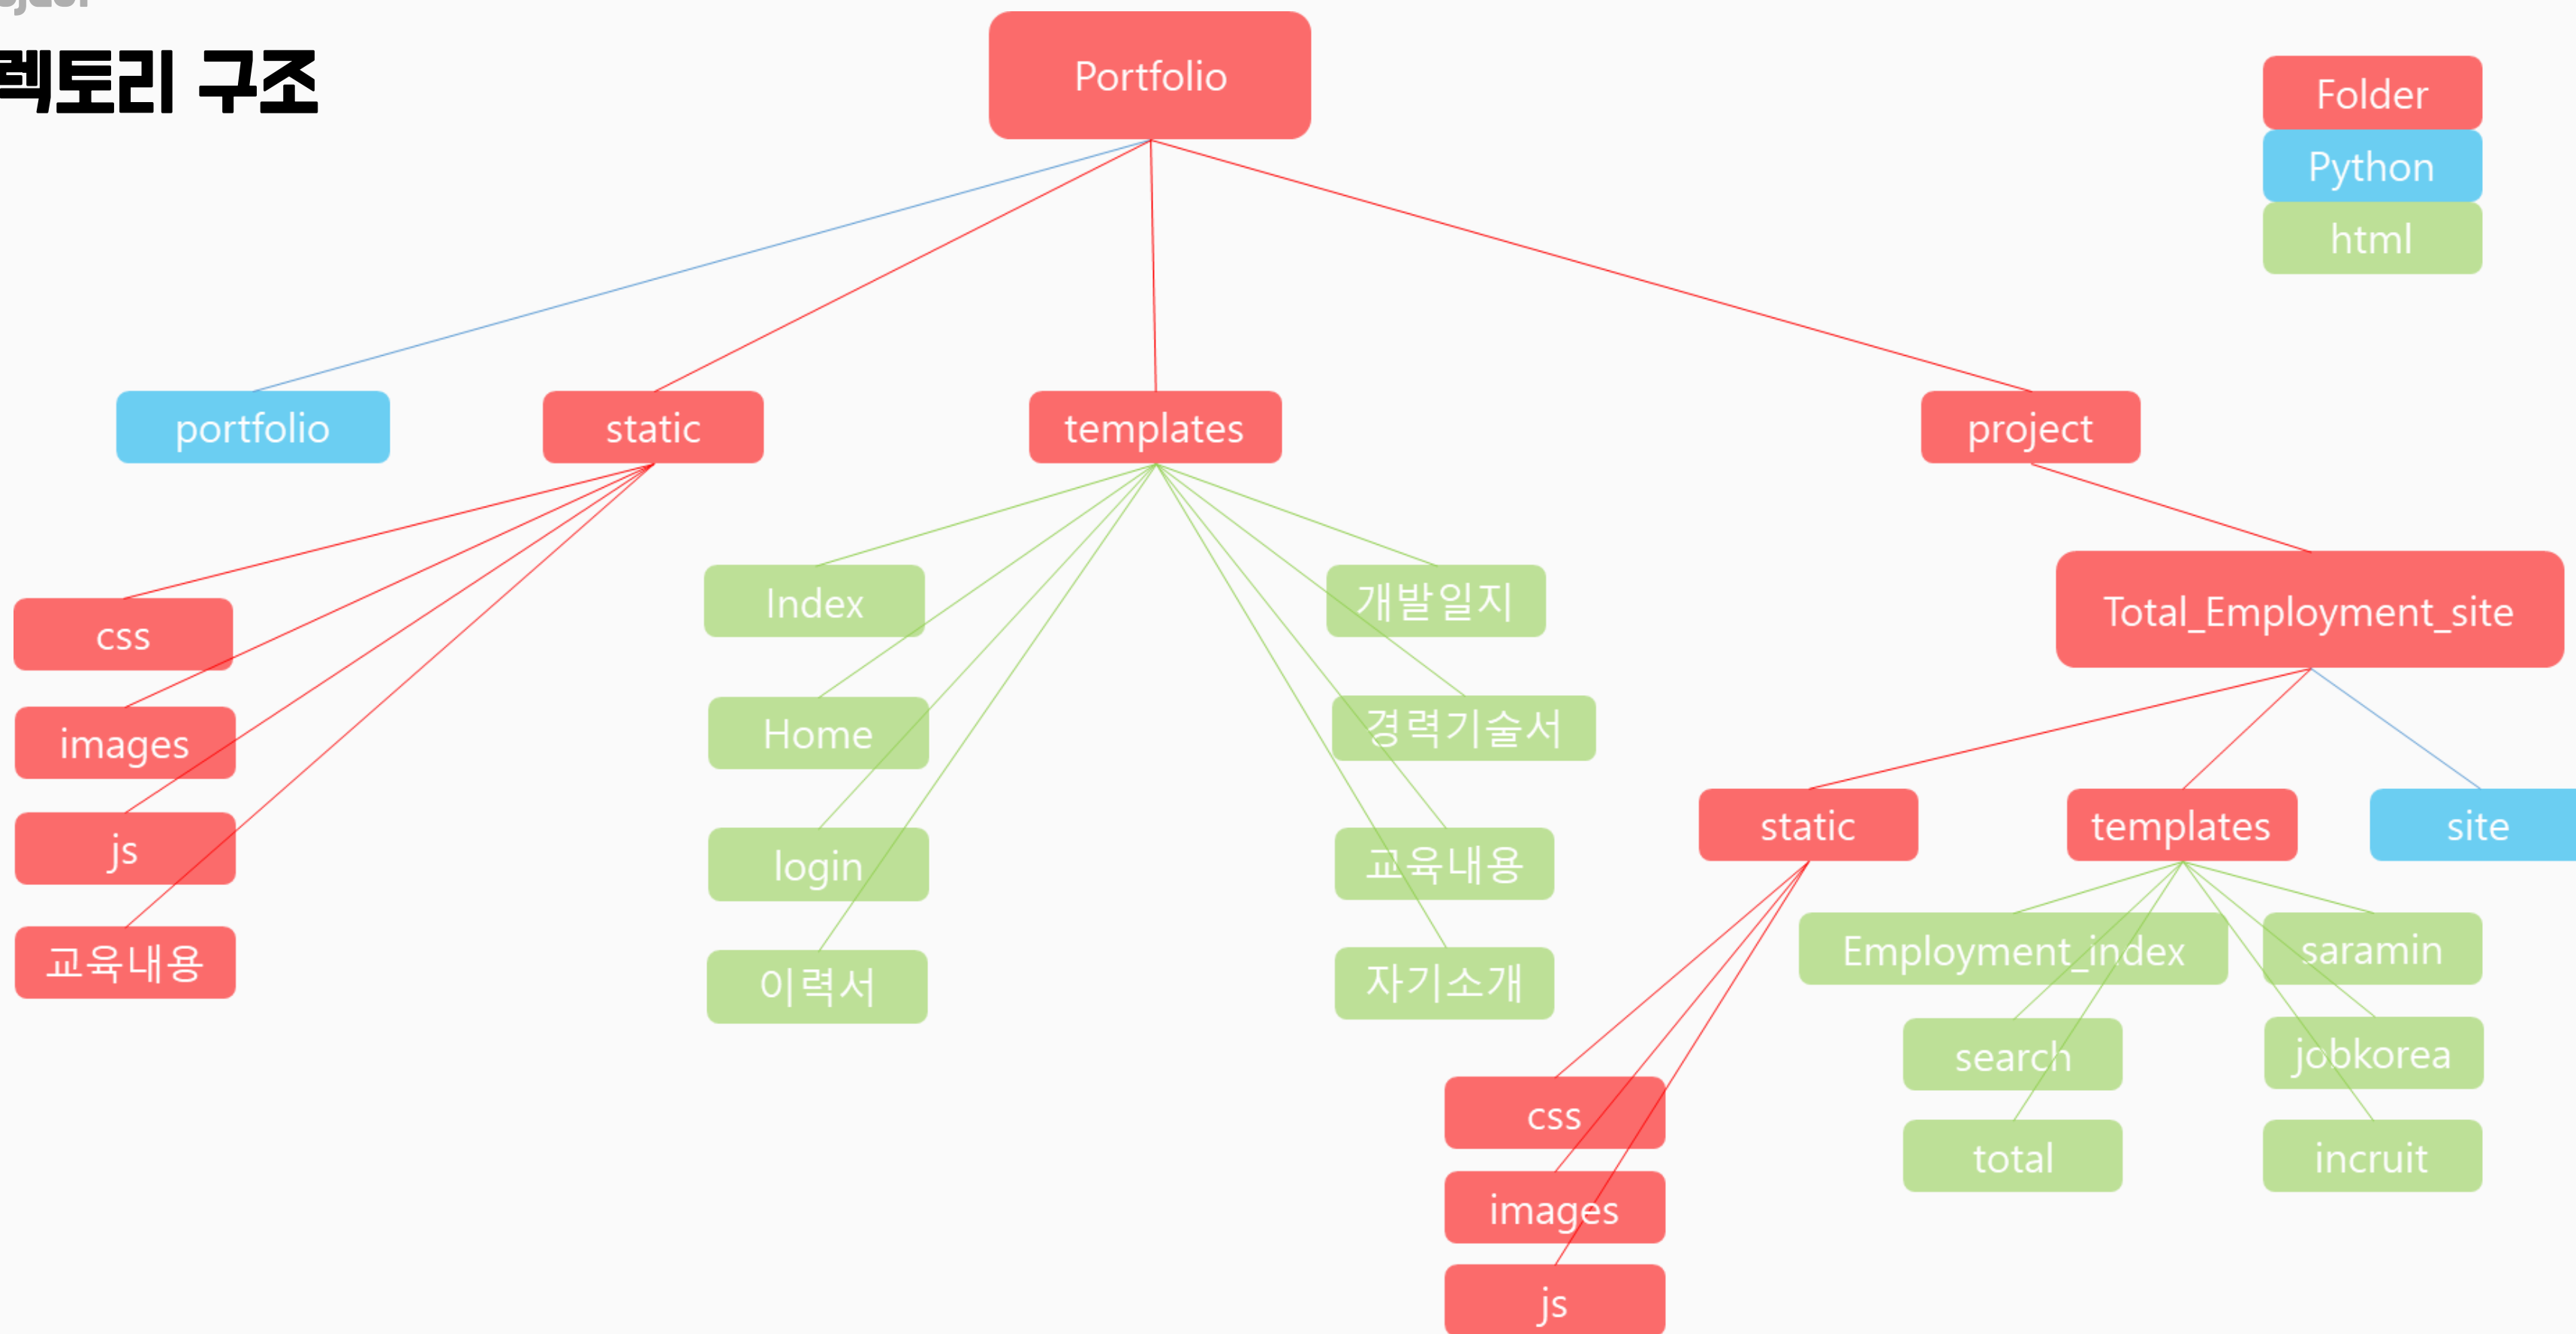 렉토리 구조
Portfolio
Folder
Python
html
portfolio
static
templates
project
Index
개발일지
css
Total_Employment_site
images
Home
경력기술서
js
login
교육내용
static
templates
site
교육내용
이력서
자기소개
Employment_index
saramin
search
jobkorea
css
total
incruit
images
js